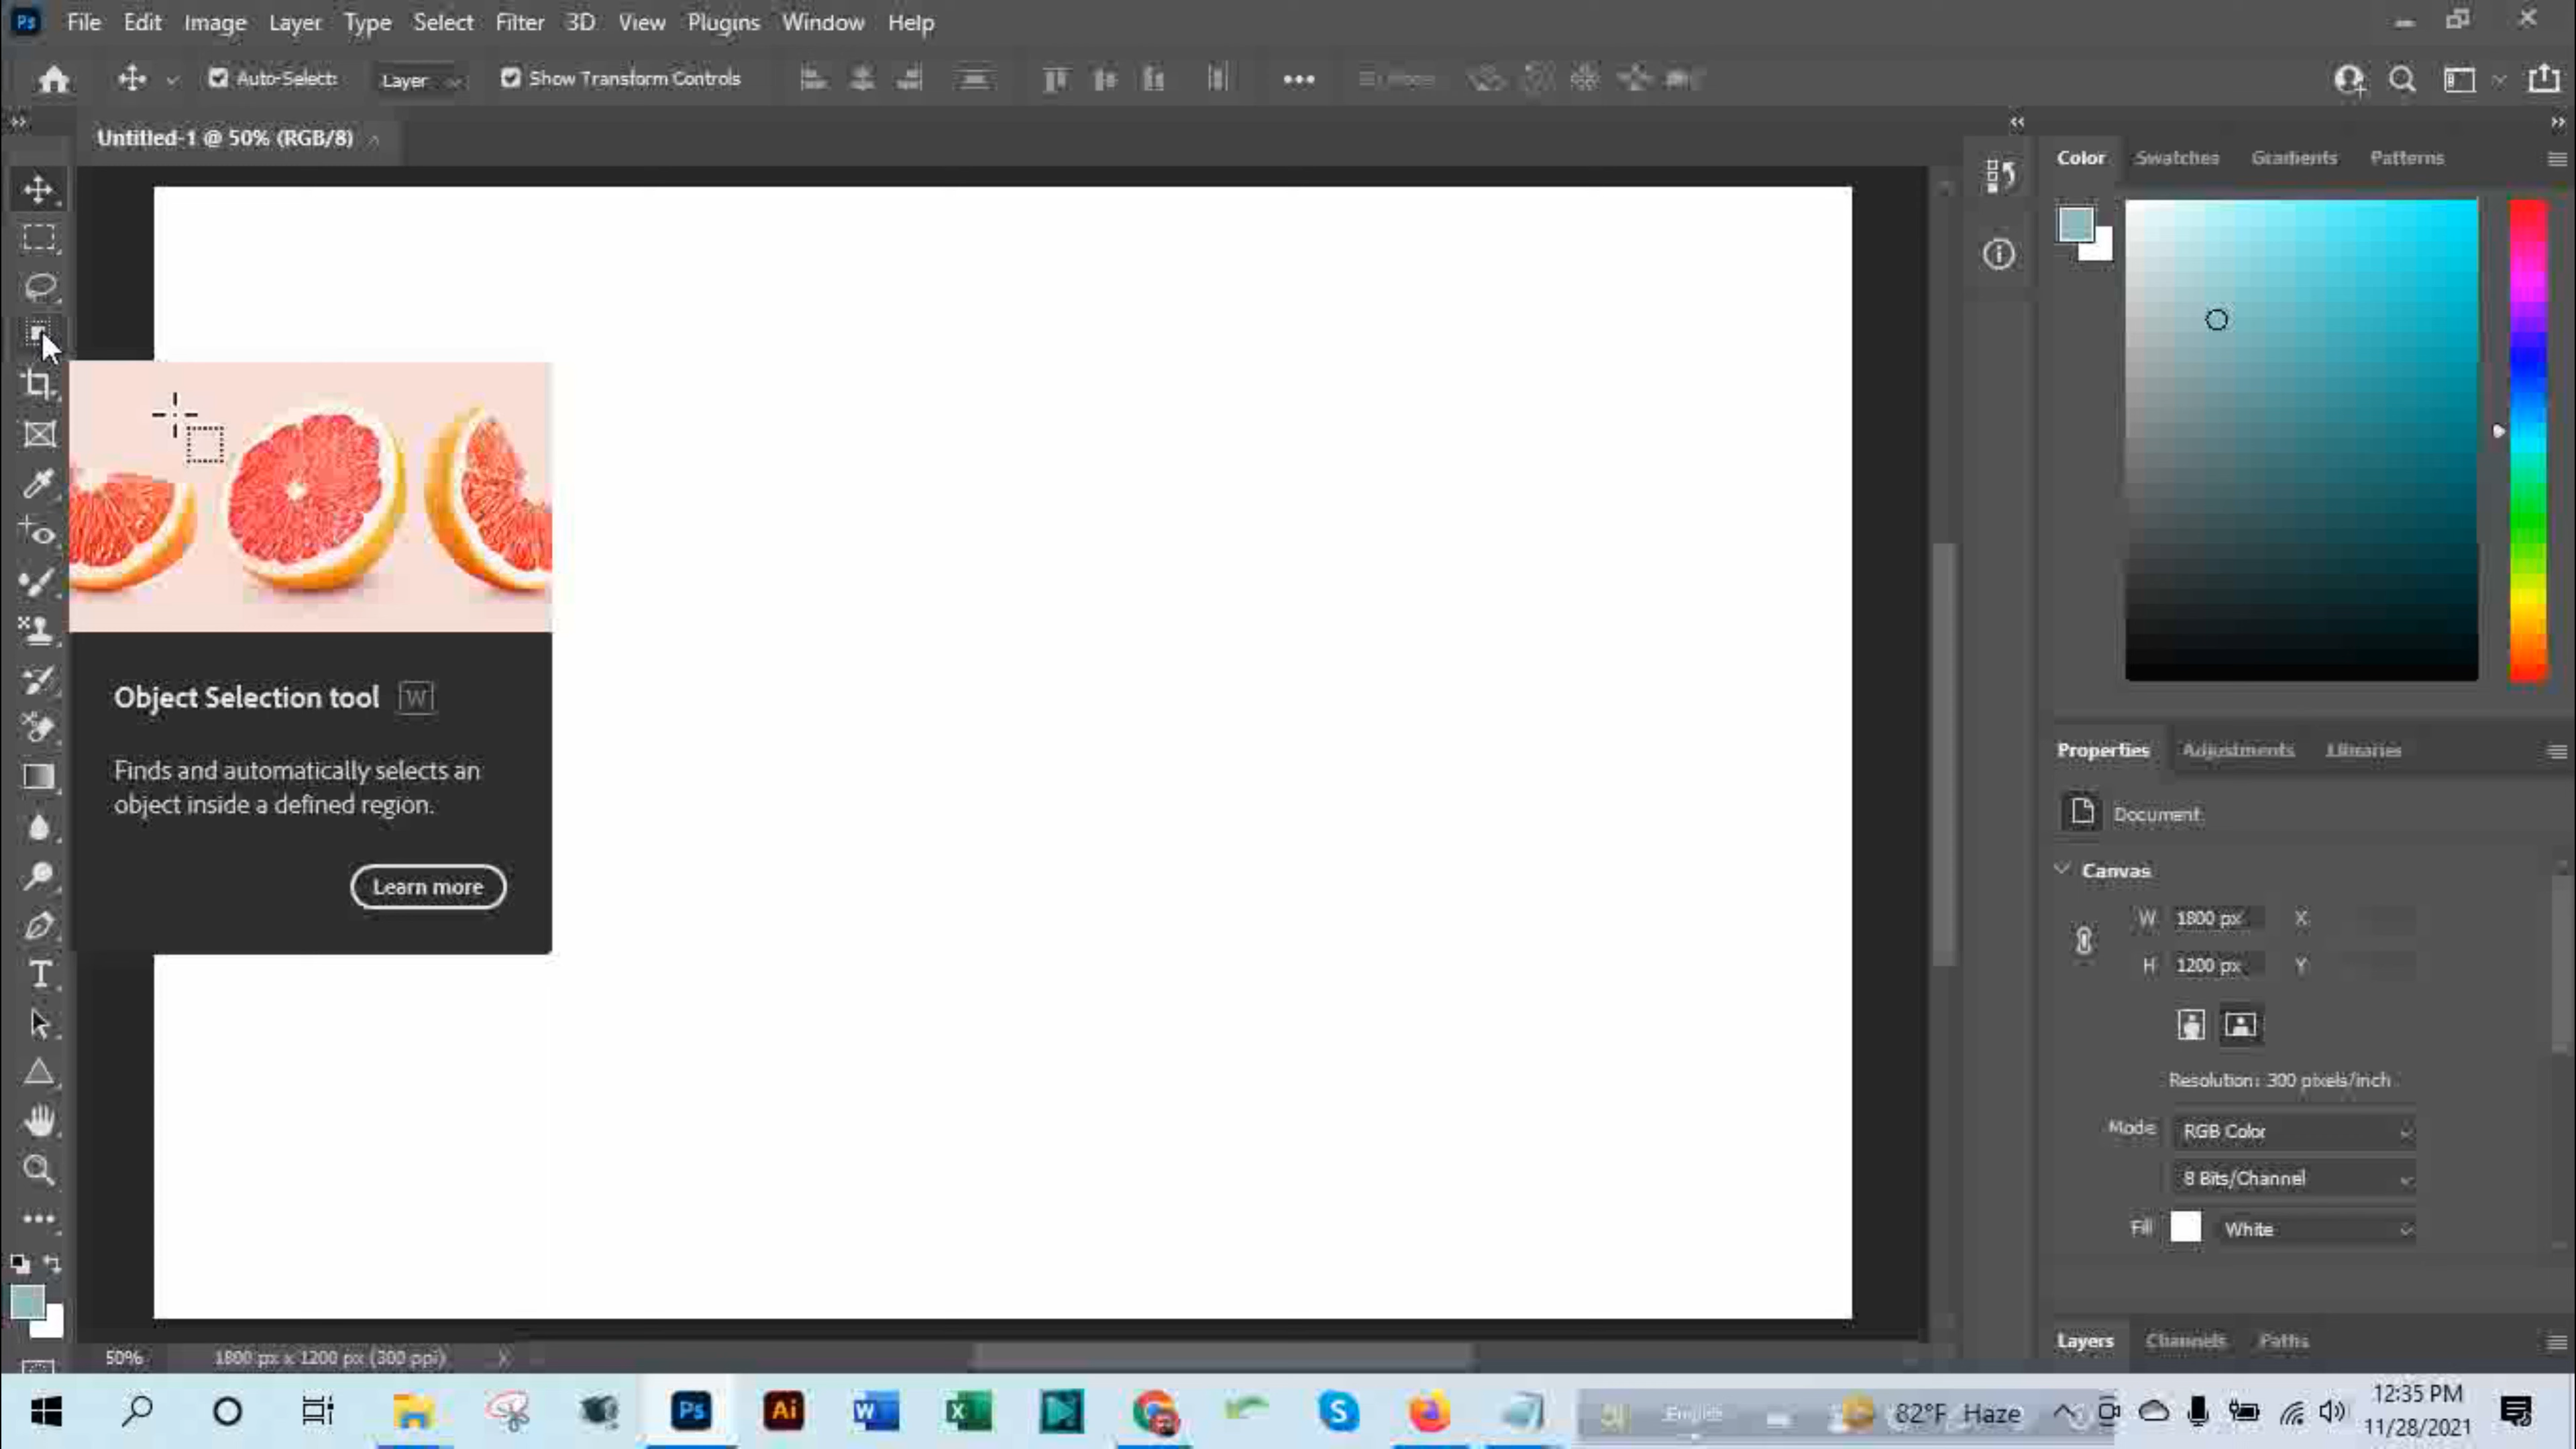 Ps File Edit Image Layer Type Select Filter 3D View Plugins Window Help
Auto-Select: Layer Show Transform Controls
Untitled-1 @ 50% (RGB/8)
Color Swatches Gradients Patterns
Object Selection tool W
Finds and automatically selects an
object inside a defined region.
Learn more
Properties Adjustments Libraries
Document
Canvas
W 1800 px X
H 1200 px Y
Resolution: 300 pixels/inch
Mode RGB Color
8 Bits/Channel
Fill White
Layers Channels Paths
50% 1800 px x 1200 px (300 ppi)
Ps Ai W X S English 82°F Haze 12:35 PM
11/28/2021